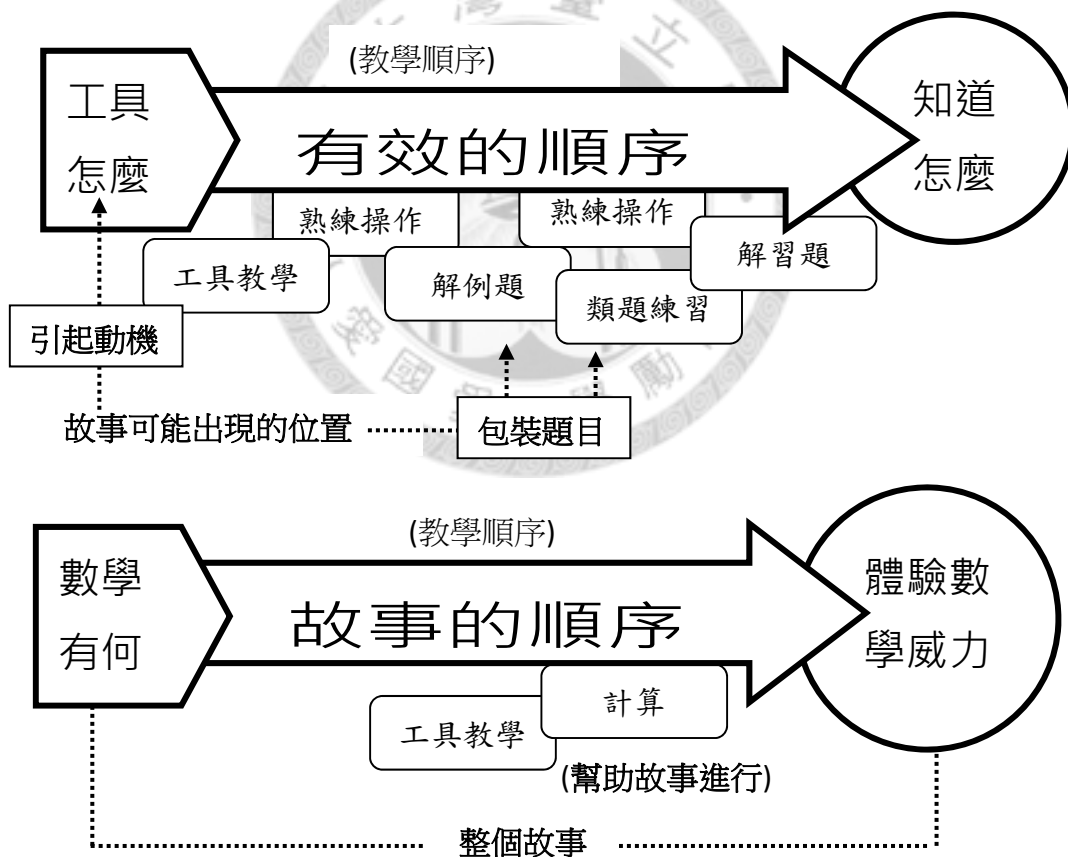 (教學順序)
工具
怎麼
有效的順序
知道
怎麼
熟練操作
熟練操作
工具教學
解例題
解習題
類題練習
引起動機
故事可能出現的位置
包裝題目
(教學順序)
數學
有何
故事的順序
體驗數
學威力
工具教學
計算
(幫助故事進行)
整個故事